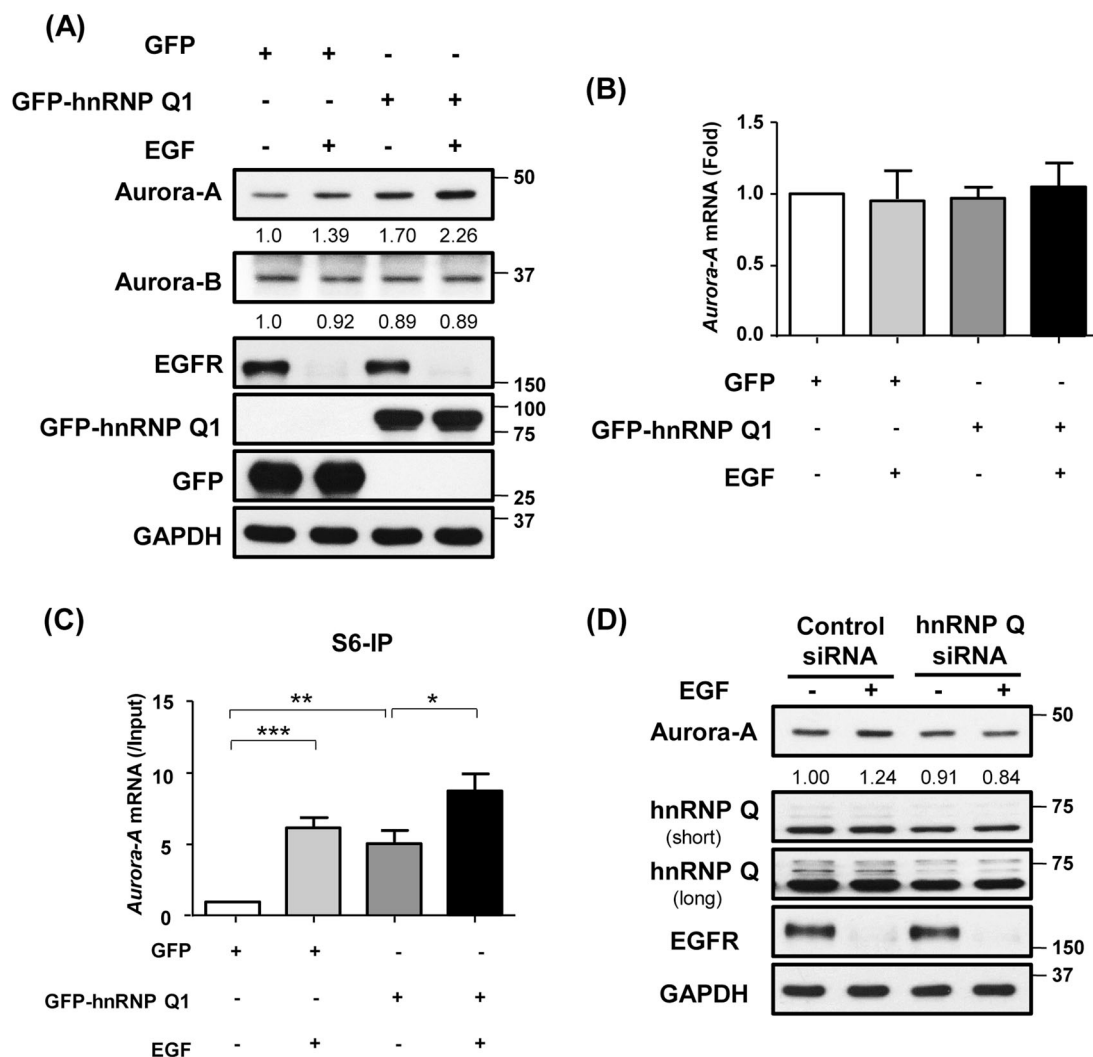 (A)
GFP + + - -
GFP-hnRNP Q1 - - + +
EGF - + - +
Aurora-A 50
1.0 1.39 1.70 2.26
Aurora-B 37
1.0 0.92 0.89 0.89
EGFR 150
GFP-hnRNP Q1 100
75
GFP 25
GAPDH 37
(B)
Aurora-A mRNA (Fold)
1.5
1.0
0.5
0.0
GFP + + - -
GFP-hnRNP Q1 - - + +
EGF - + - +
(C)
S6-IP
Aurora-A mRNA (/Input)
15
10
5
0
** *
***
GFP + + - -
GFP-hnRNP Q1 - - + +
EGF - + - +
(D)
Control siRNA
hnRNP Q siRNA
EGF - + - +
Aurora-A 50
1.00 1.24 0.91 0.84
hnRNP Q 75
(short)
hnRNP Q 75
(long)
EGFR 150
GAPDH 37